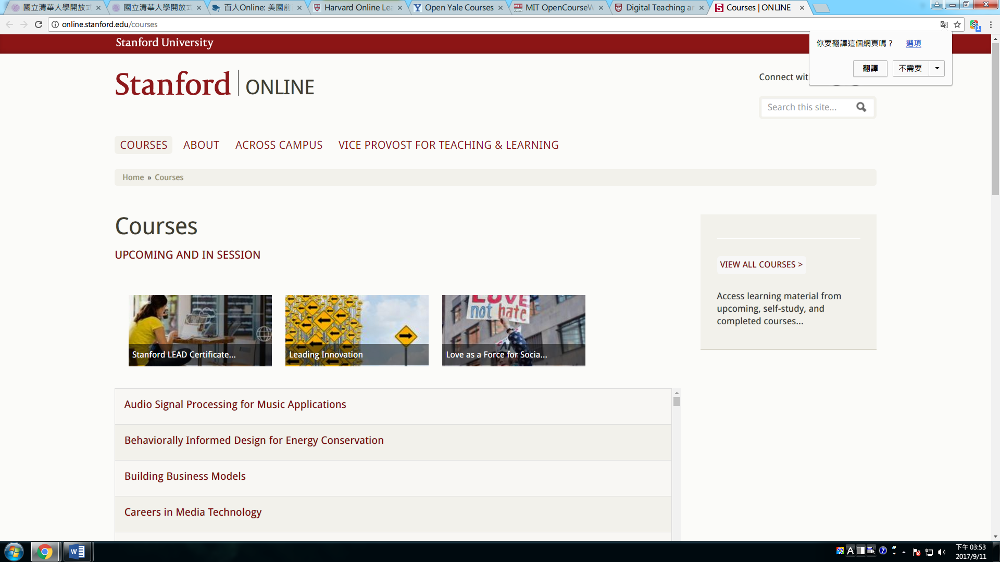 國立清華大學開放式
國立清華大學開放式
百大Online: 美國前
Harvard Online Le
Open Yale Courses
MIT OpenCourseW
Digital Teaching a
Courses | ONLINE
online.stanford.edu/courses
你要翻譯這個網頁嗎？ 選項
翻譯 不需要
Stanford University
Stanford ONLINE
Connect wit
Search this site...
COURSES ABOUT ACROSS CAMPUS VICE PROVOST FOR TEACHING & LEARNING
Home » Courses
Courses
UPCOMING AND IN SESSION
Stanford LEAD Certificate...
Leading Innovation
LOVE
not hate
Love as a Force for Socia...
VIEW ALL COURSES >
Access learning material from
upcoming, self-study, and
completed courses...
Audio Signal Processing for Music Applications
Behaviorally Informed Design for Energy Conservation
Building Business Models
Careers in Media Technology
下午 03:53
2017/9/11